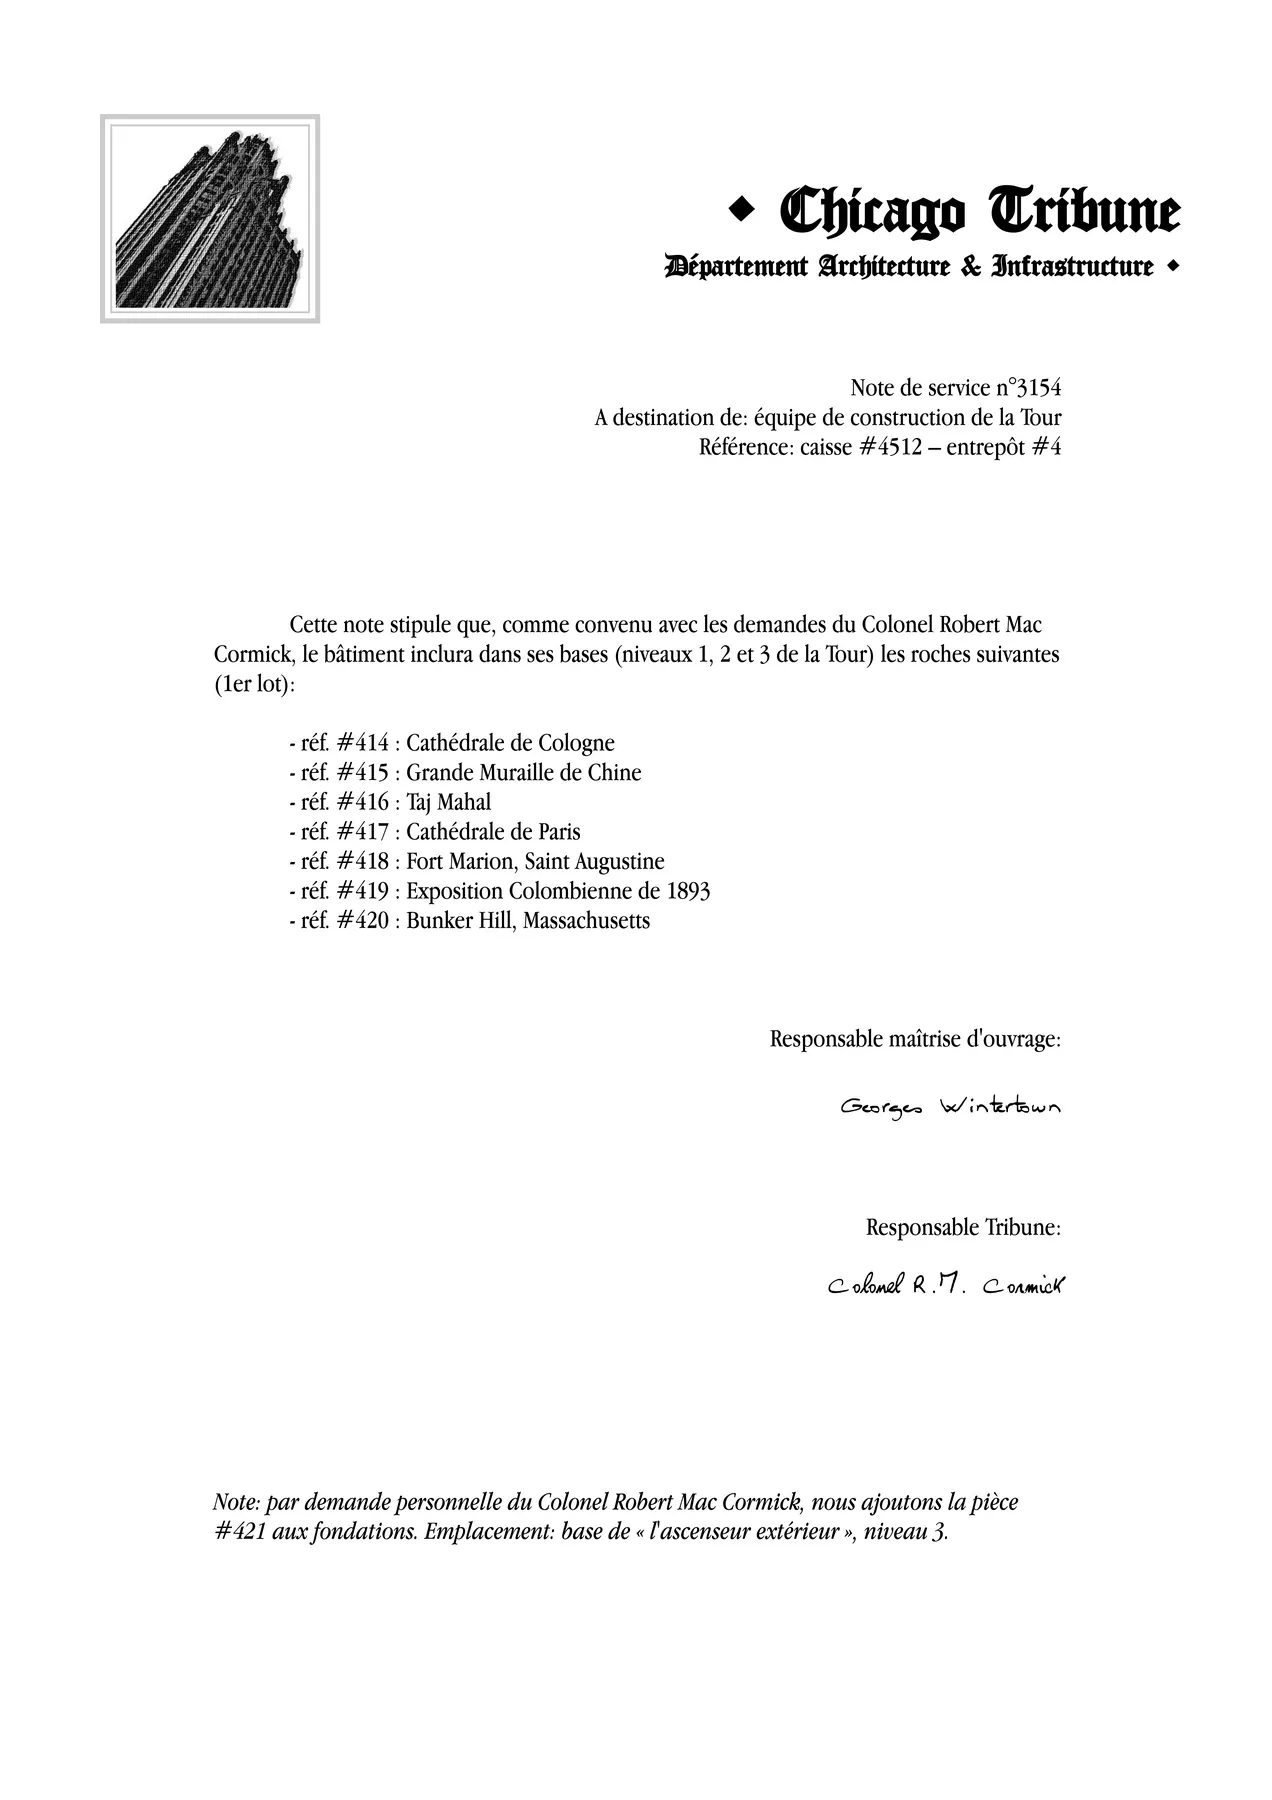 ◆ Chicago Tribune
Département Architecture & Infrastructure ◆
Note de service n°3154
A destination de: équipe de construction de la Tour
Référence: caisse #4512 – entrepôt #4
Cette note stipule que, comme convenu avec les demandes du Colonel Robert Mac
Cormick, le bâtiment inclura dans ses bases (niveaux 1, 2 et 3 de la Tour) les roches suivantes
(1er lot):
- réf. #414 : Cathédrale de Cologne
- réf. #415 : Grande Muraille de Chine
- réf. #416 : Taj Mahal
- réf. #417 : Cathédrale de Paris
- réf. #418 : Fort Marion, Saint Augustine
- réf. #419 : Exposition Colombienne de 1893
- réf. #420 : Bunker Hill, Massachusetts
Responsable maîtrise d'ouvrage:
Georges Wintertown
Responsable Tribune:
Colonel R.M. Cormick
Note: par demande personnelle du Colonel Robert Mac Cormick, nous ajoutons la pièce
#421 aux fondations. Emplacement: base de « l'ascenseur extérieur », niveau 3.